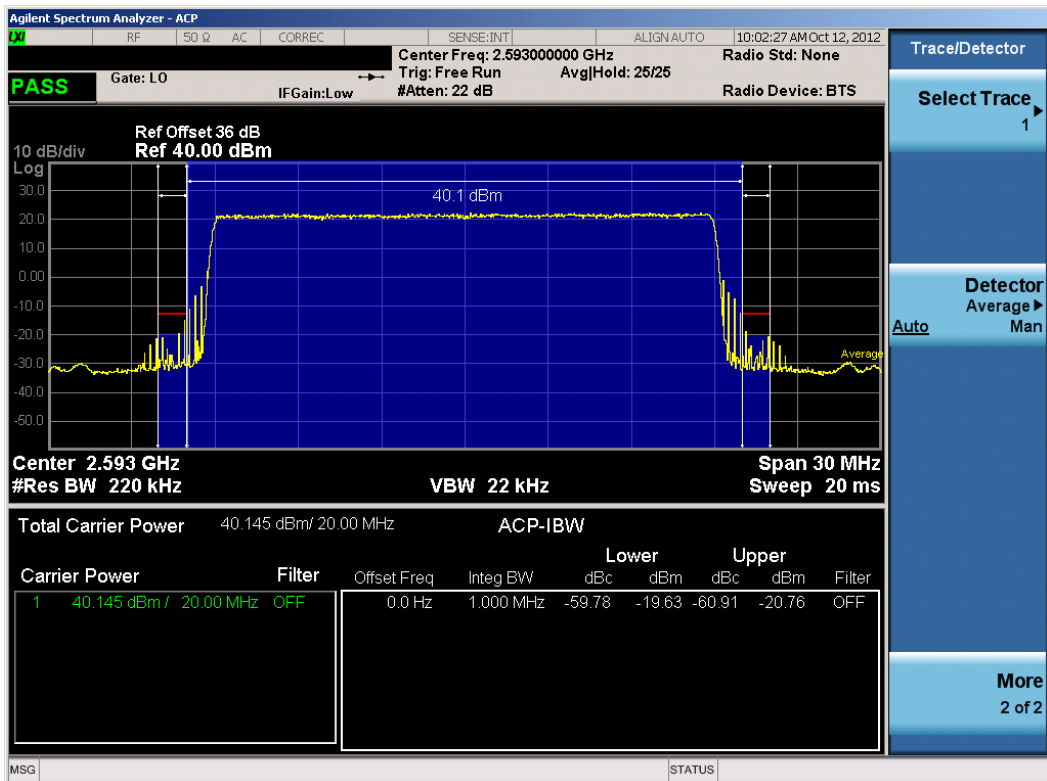 Agilent Spectrum Analyzer - ACP
LXI RF 50 Ω AC CORREC SENSE:INT ALIGN AUTO 10:02:27 AM Oct 12, 2012
Center Freq: 2.593000000 GHz Radio Std: None
PASS Gate: LO Trig: Free Run Avg|Hold: 25/25
IFGain:Low #Atten: 22 dB Radio Device: BTS
Ref Offset 36 dB
10 dB/div Ref 40.00 dBm
Log
30.0
40.1 dBm
20.0
10.0
0.00
-10.0
-20.0
Average
-30.0
-40.0
-50.0
Center 2.593 GHz Span 30 MHz
#Res BW 220 kHz VBW 22 kHz Sweep 20 ms
Total Carrier Power 40.145 dBm/ 20.00 MHz ACP-IBW
Lower Upper
Carrier Power Filter Offset Freq Integ BW dBc dBm dBc dBm Filter
1 40.145 dBm / 20.00 MHz OFF 0.0 Hz 1.000 MHz -59.78 -19.63 -60.91 -20.76 OFF
MSG STATUS
Trace/Detector
Select Trace
1
Detector
Average
Auto Man
More
2 of 2